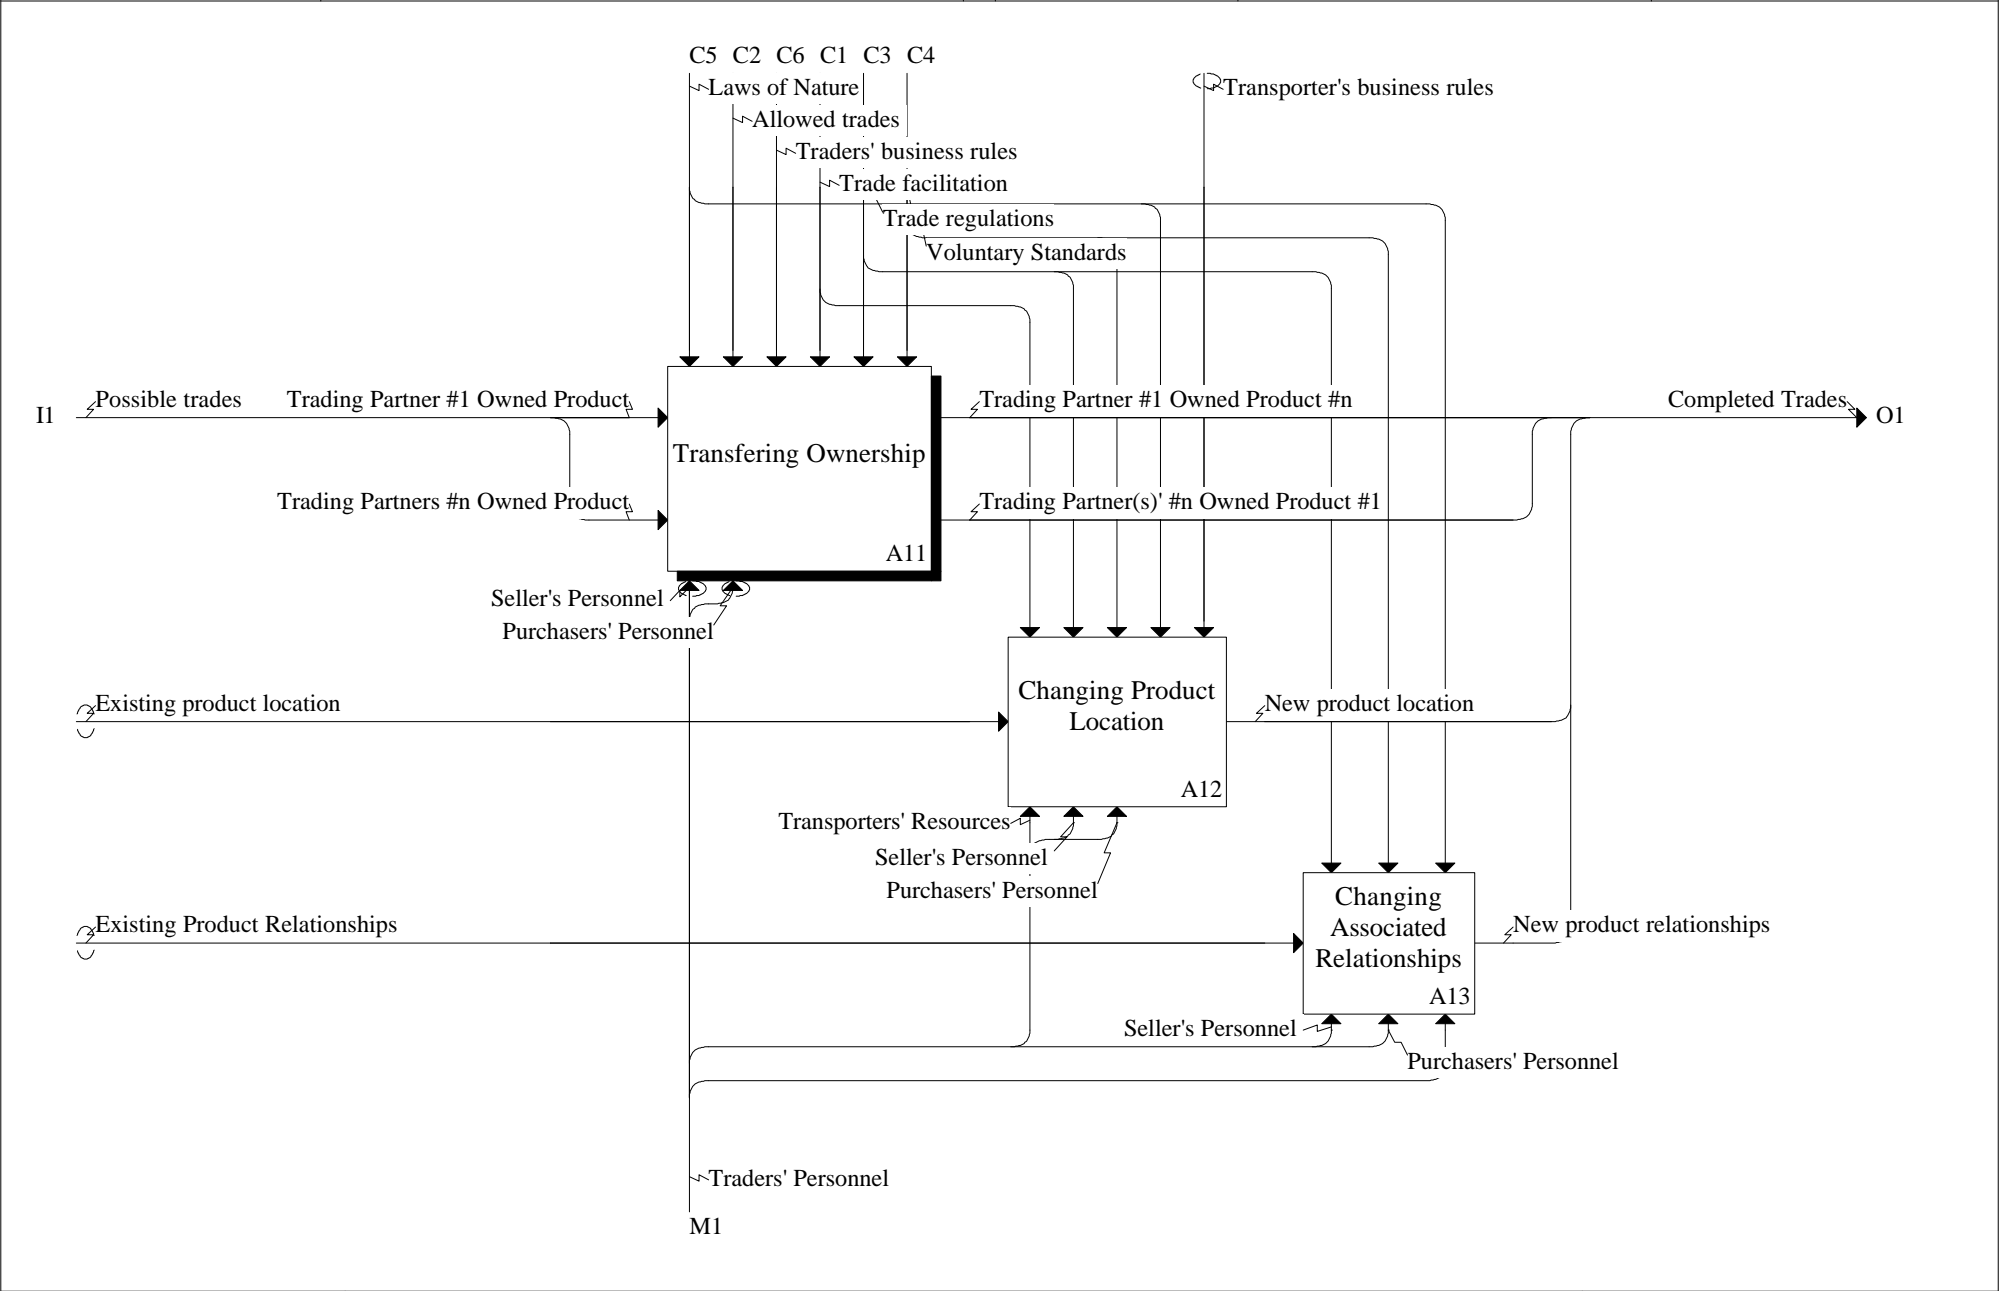 C5 C2 C6 C1 C3 C4
Laws of Nature
Transporter's business rules
Allowed trades
Traders' business rules
Trade facilitation
Trade regulations
Voluntary Standards
I1
Possible trades
Trading Partner #1 Owned Product
Trading Partner #1 Owned Product #n
Completed Trades
O1
Transfering Ownership
Trading Partners #n Owned Product
Trading Partner(s)' #n Owned Product #1
A11
Seller's Personnel
Purchasers' Personnel
Existing product location
Changing Product
Location
New product location
A12
Transporters' Resources
Seller's Personnel
Purchasers' Personnel
Existing Product Relationships
Changing
Associated
Relationships
New product relationships
A13
Seller's Personnel
Purchasers' Personnel
Traders' Personnel
M1